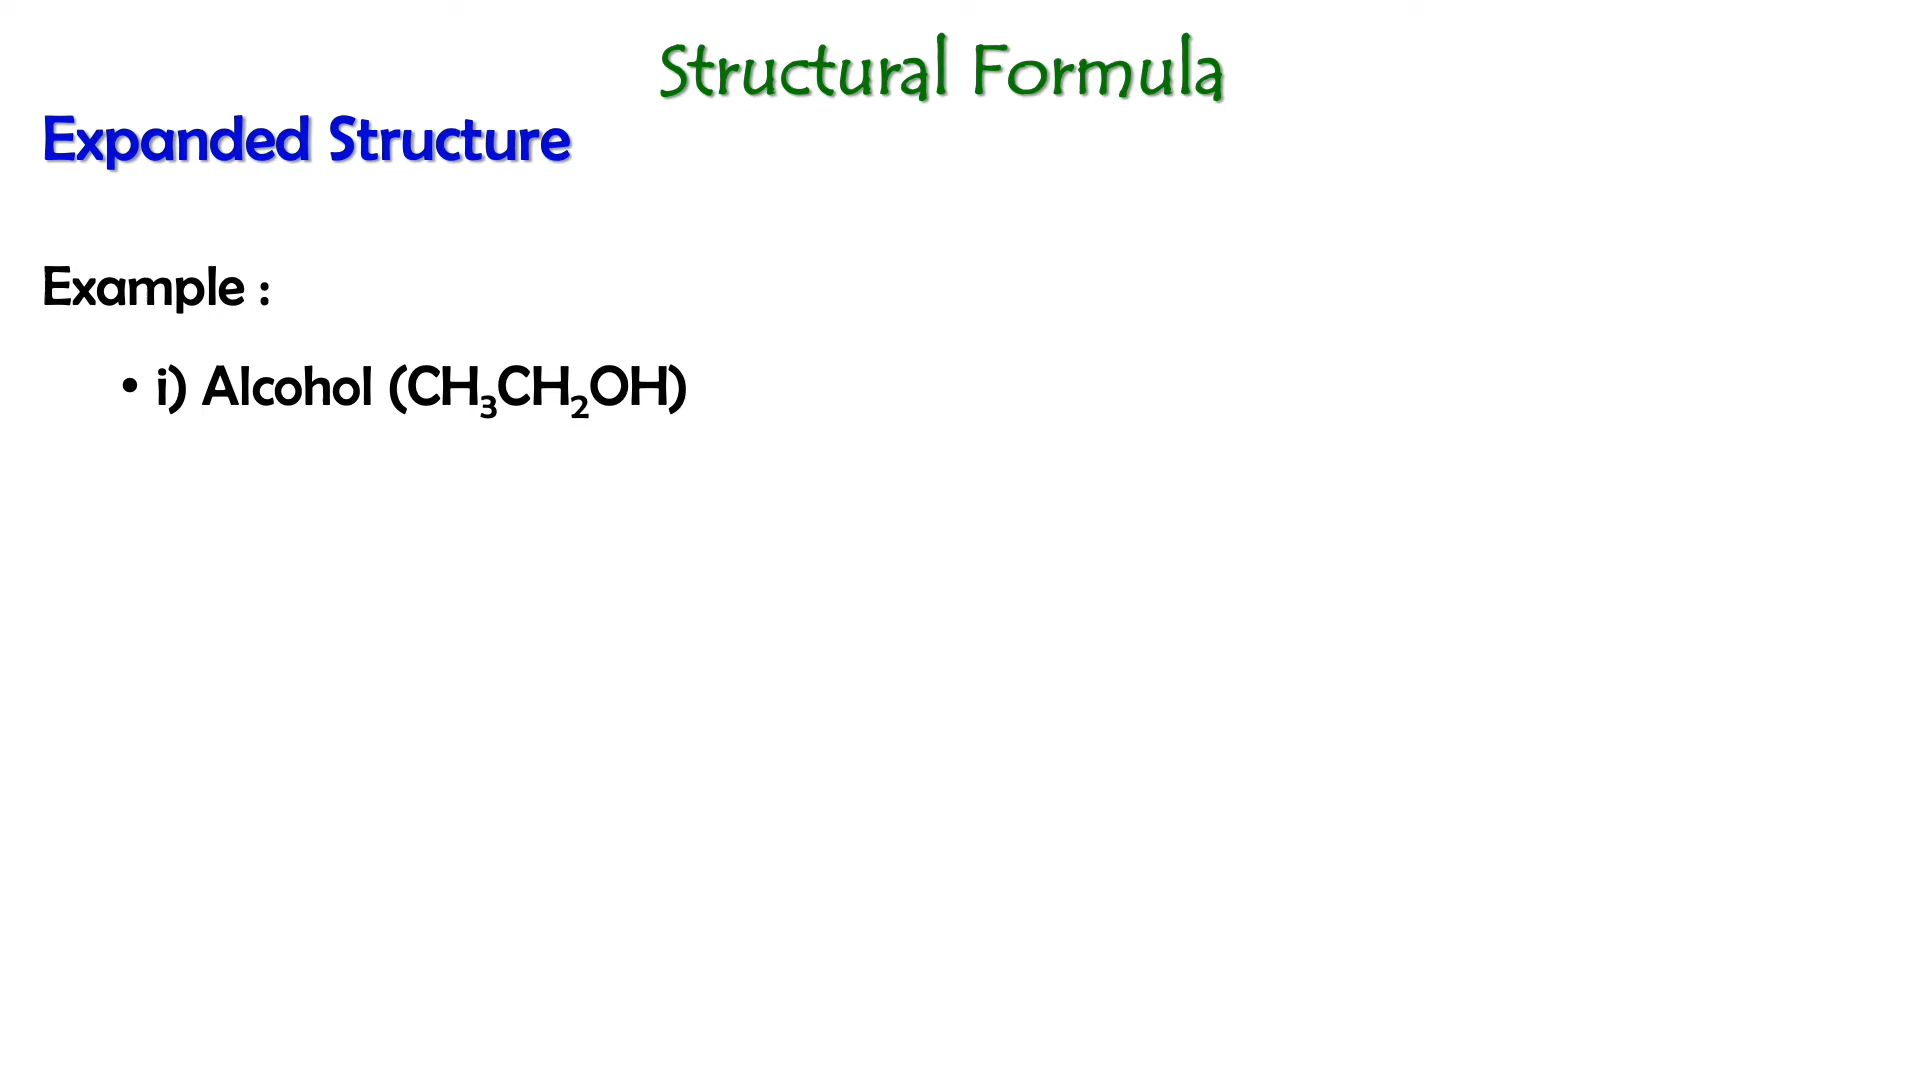 Structural Formula
Expanded Structure
Example :
• i) Alcohol (CH₃CH₂OH)